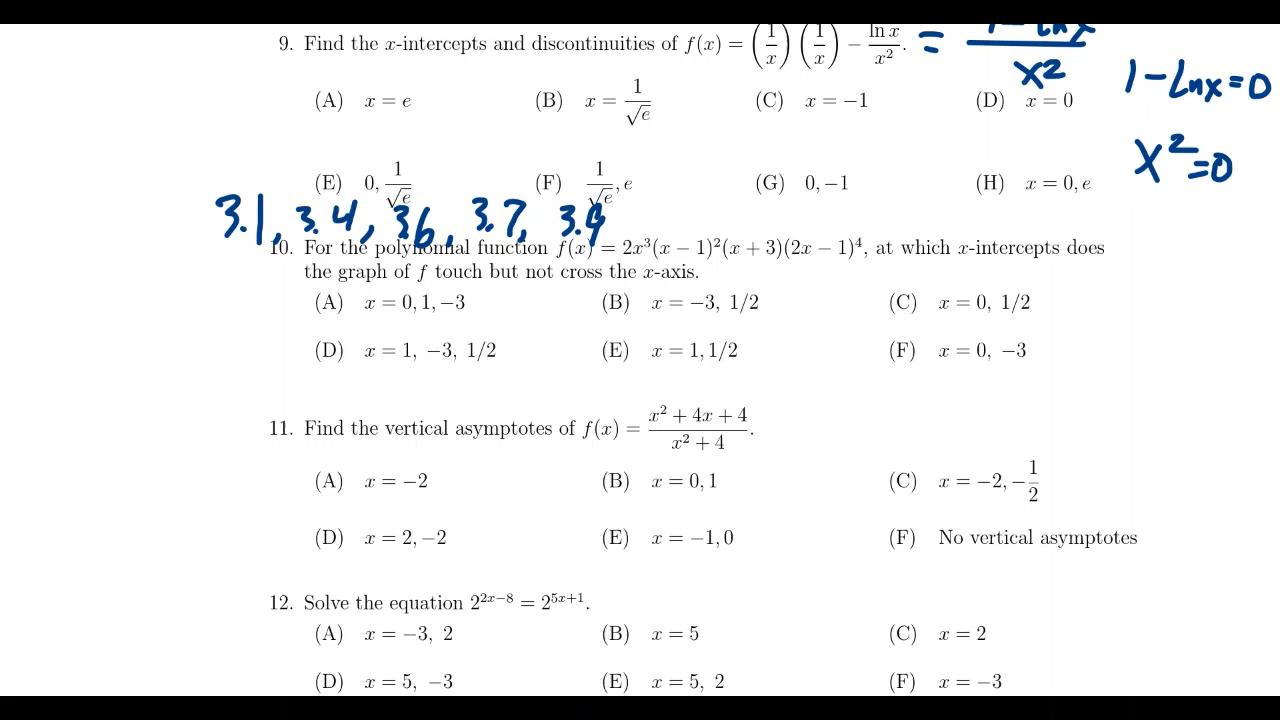 9. Find the x-intercepts and discontinuities of f(x) = (1/x)(1/x) − ln x/x². = 1 − ln x / x²
1 − Lnx = 0
(A) x = e (B) x = 1/√e (C) x = −1 (D) x = 0
x² = 0
(E) 0, 1/√e (F) 1/√e, e (G) 0, −1 (H) x = 0, e
3.1, 3.4, 3.6, 3.7, 3.9
10. For the polynomial function f(x) = 2x³(x − 1)²(x + 3)(2x − 1)⁴, at which x-intercepts does
the graph of f touch but not cross the x-axis.
(A) x = 0, 1, −3 (B) x = −3, 1/2 (C) x = 0, 1/2
(D) x = 1, −3, 1/2 (E) x = 1, 1/2 (F) x = 0, −3
11. Find the vertical asymptotes of f(x) = x² + 4x + 4 / x² + 4.
(A) x = −2 (B) x = 0, 1 (C) x = −2, −1/2
(D) x = 2, −2 (E) x = −1, 0 (F) No vertical asymptotes
12. Solve the equation 2²ˣ⁻⁸ = 2⁵ˣ⁺¹.
(A) x = −3, 2 (B) x = 5 (C) x = 2
(D) x = 5, −3 (E) x = 5, 2 (F) x = −3